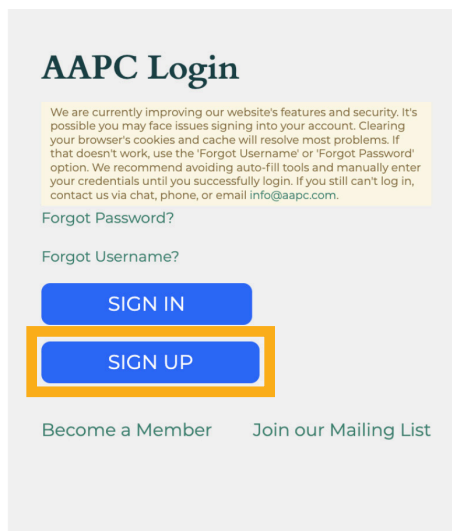 AAPC Login
We are currently improving our website's features and security. It's
possible you may face issues signing into your account. Clearing
your browser's cookies and cache will resolve most problems. If
that doesn't work, use the 'Forgot Username' or 'Forgot Password'
option. We recommend avoiding auto-fill tools and manually enter
your credentials until you successfully login. If you still can't log in,
contact us via chat, phone, or email info@aapc.com.
Forgot Password?
Forgot Username?
SIGN IN
SIGN UP
Become a Member Join our Mailing List